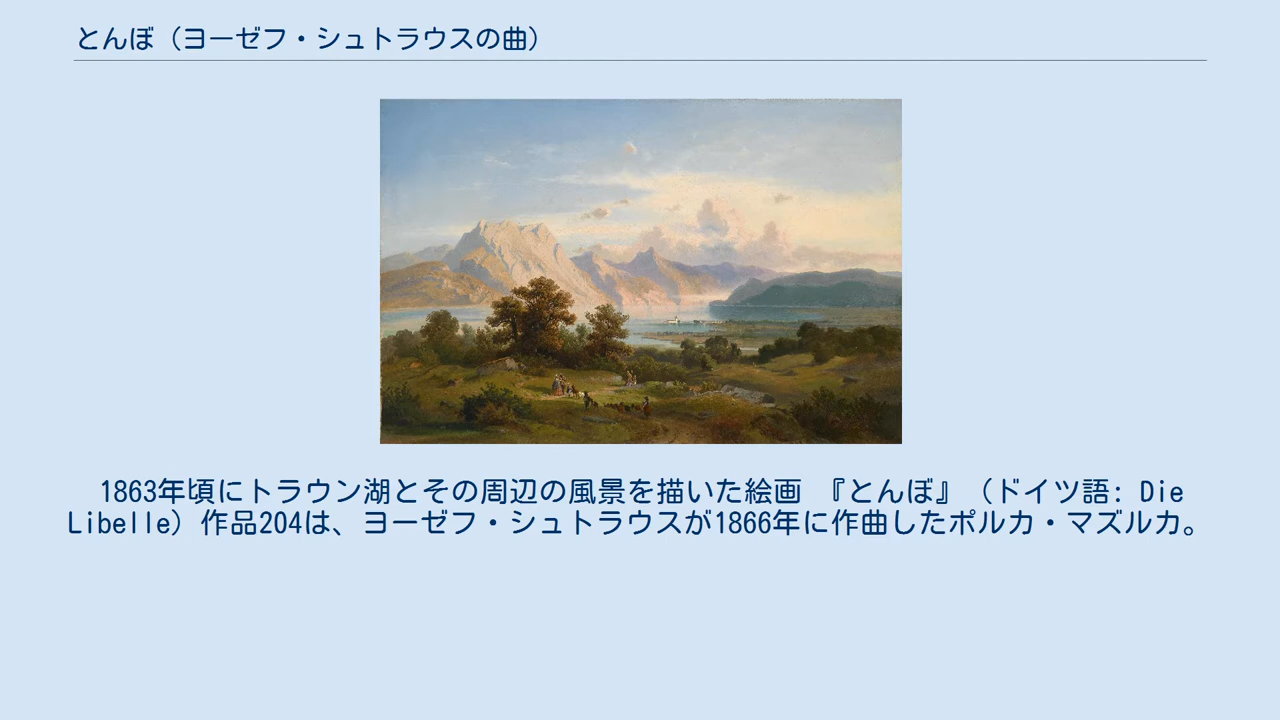 とんぼ（ヨーゼフ・シュトラウスの曲）
1863年頃にトラウン湖とその周辺の風景を描いた絵画 『とんぼ』（ドイツ語: Die
Libelle）作品204は、ヨーゼフ・シュトラウスが1866年に作曲したポルカ・マズルカ。